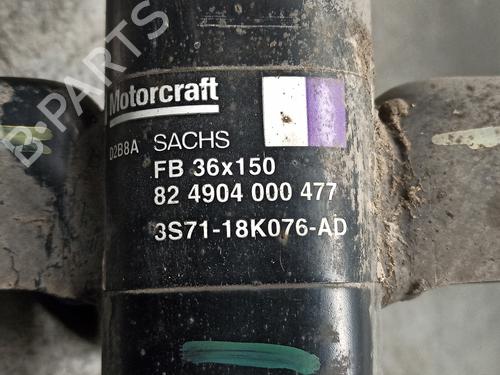 B-PARTS
Motorcraft
D2B8A SACHS
FB 36x150
82 4904 000 477
3S71-18K076-AD